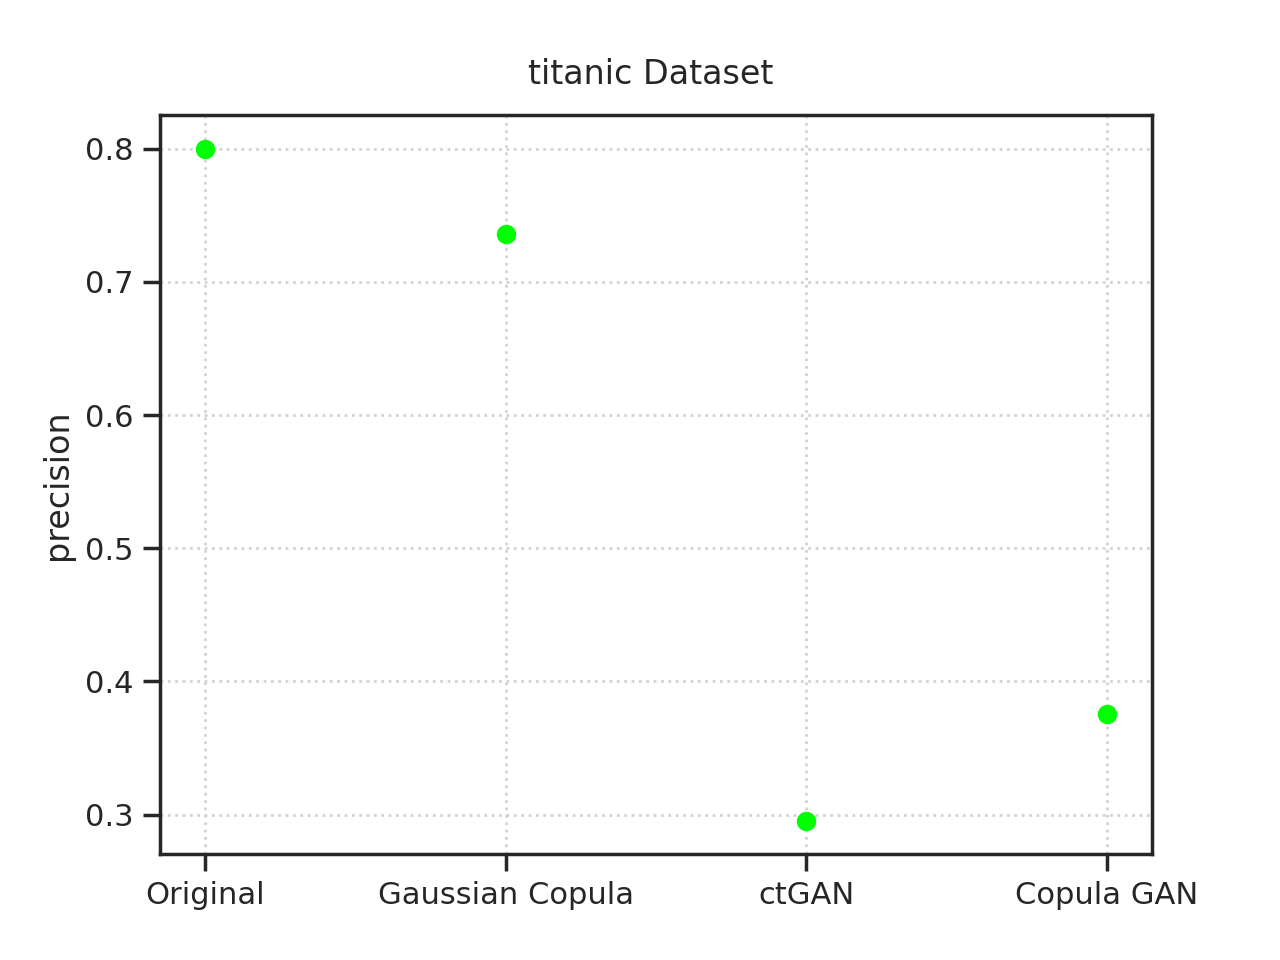 titanic Dataset
precision
0.8
0.7
0.6
0.5
0.4
0.3
Original
Gaussian Copula
ctGAN
Copula GAN